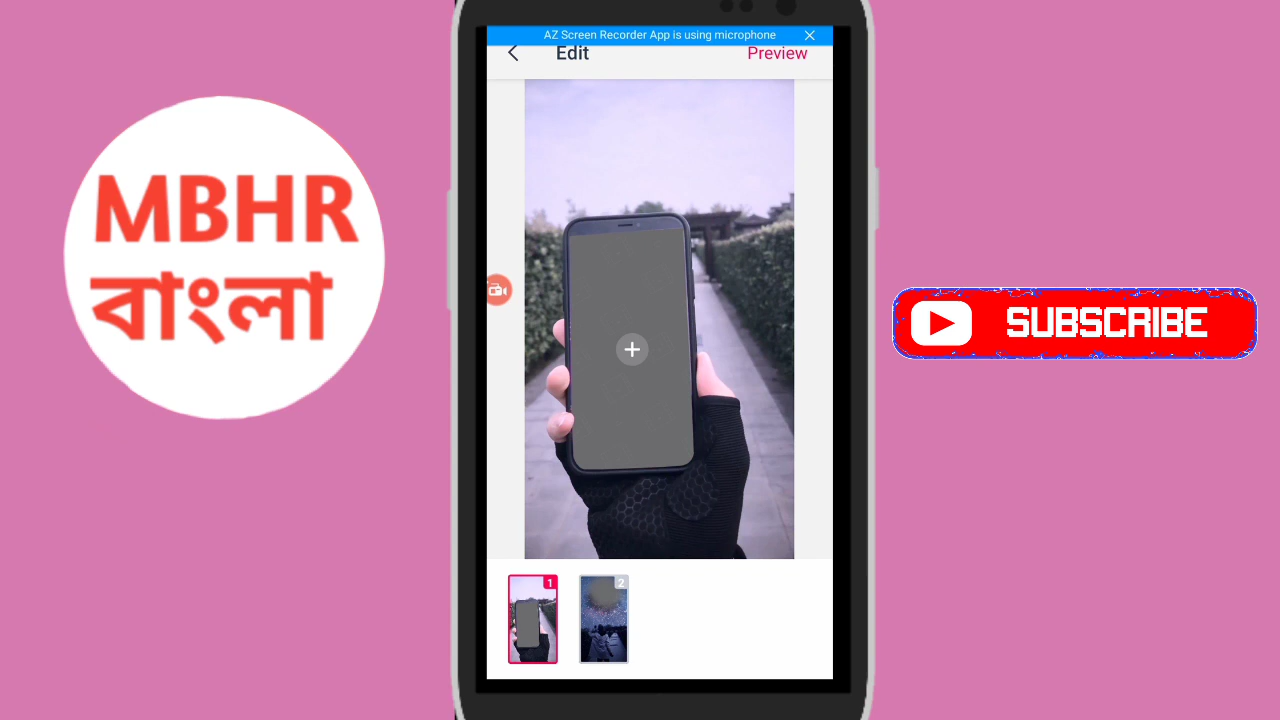 AZ Screen Recorder App is using microphone
Edit
Preview
MBHR
বাংলা
SUBSCRIBE
1
2